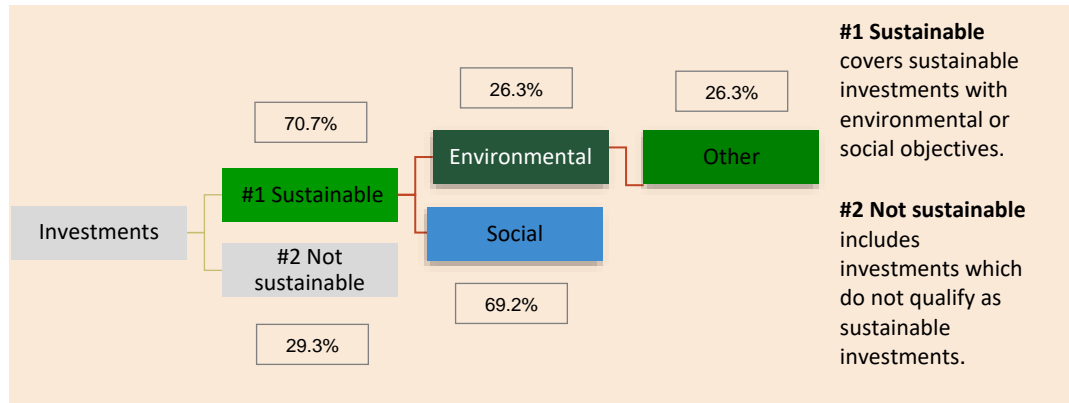 70.7%
26.3%
26.3%
Investments
#1 Sustainable
#2 Not
sustainable
Environmental
Other
Social
29.3%
69.2%
#1 Sustainable
covers sustainable
investments with
environmental or
social objectives.
#2 Not sustainable
includes
investments which
do not qualify as
sustainable
investments.